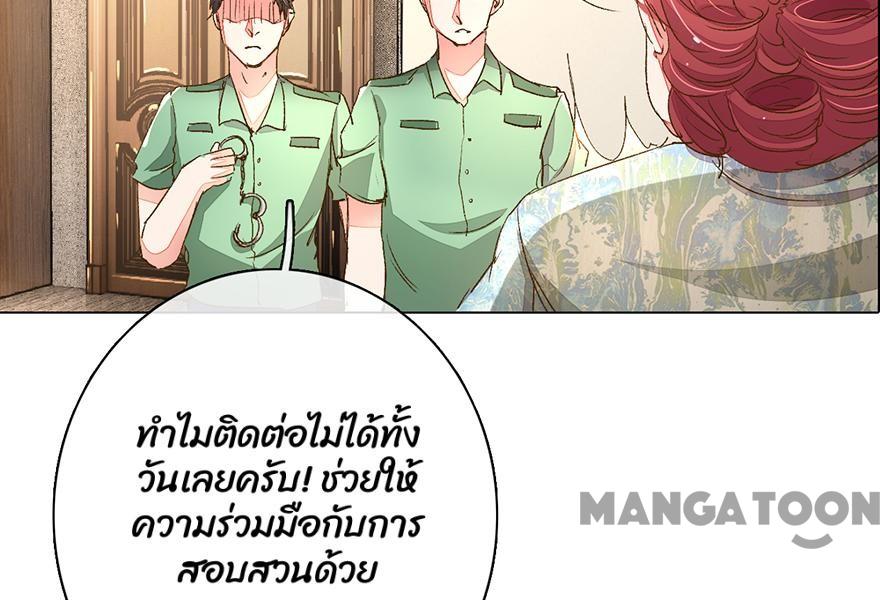 ทำไมติดต่อไม่ได้ทั้ง
วันเลยครับ! ช่วยให้
ความร่วมมือกับการ
สอบสวนด้วย
MANGATOON